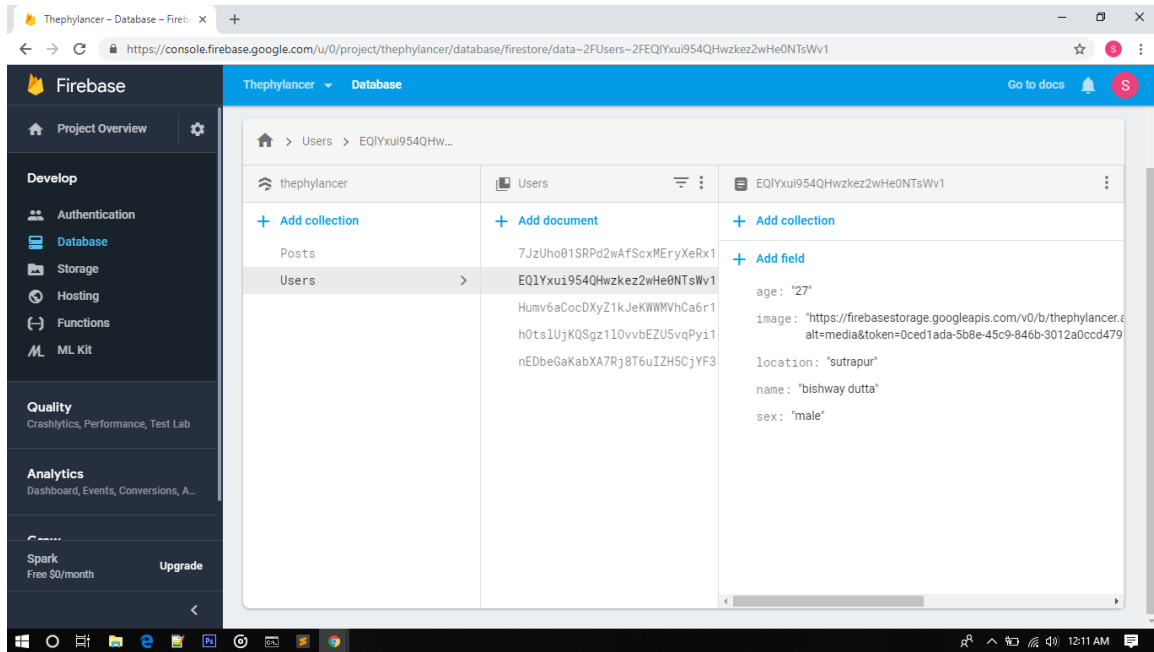 Thephylancer – Database – Fireb
https://console.firebase.google.com/u/0/project/thephylancer/database/firestore/data~2FUsers~2FEQlYxui954QHwzkez2wHe0NTsWv1
S
Firebase
Thephylancer
Database
Go to docs
S
Project Overview
Develop
Authentication
Database
Storage
Hosting
Functions
ML Kit
Quality
Crashlytics, Performance, Test Lab
Analytics
Dashboard, Events, Conversions, A...
Grow
Spark
Free $0/month
Upgrade
Users
EQlYxui954QHw...
thephylancer
Add collection
Posts
Users
Users
Add document
7JzUho01SRPd2wAfScxMEryXeRx1
EQlYxui954QHwzkez2wHe0NTsWv1
Humv6aCocDXyZ1kJeKWWMVhCa6r1
hOtslUjKQSgz1lOvvbEZU5vqPyi1
nEDbeGaKabXA7Rj8T6uIZH5CjYF3
EQlYxui954QHwzkez2wHe0NTsWv1
Add collection
Add field
age: "27"
image: "https://firebasestorage.googleapis.com/v0/b/thephylancer.a
alt=media&token=0ced1ada-5b8e-45c9-846b-3012a0ccd479
location: "sutrapur"
name: "bishway dutta"
sex: "male"
Ps
12:11 AM